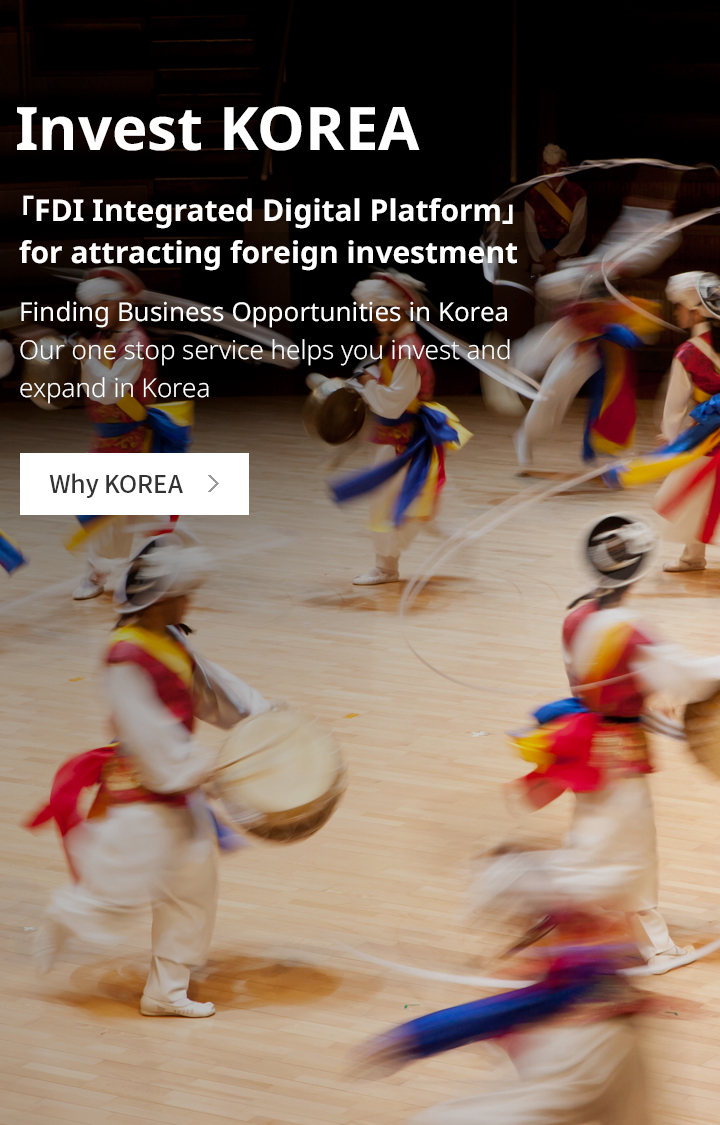 Invest KOREA
「FDI Integrated Digital Platform」
for attracting foreign investment
Finding Business Opportunities in Korea
Our one stop service helps you invest and
expand in Korea
Why KOREA